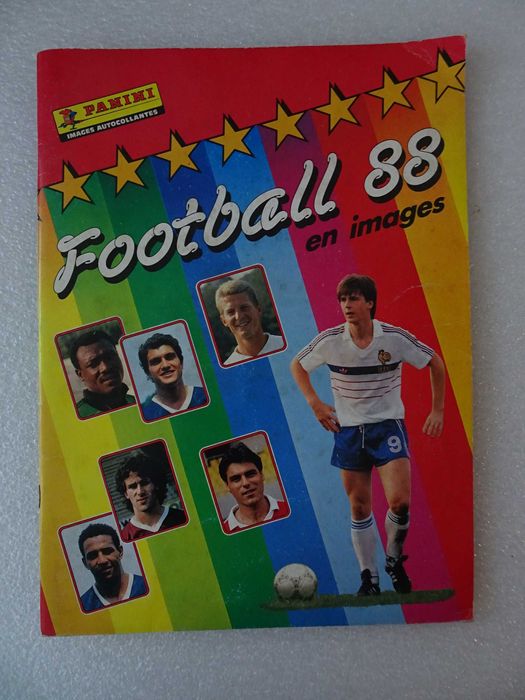 PANINI
IMAGES AUTOCOLLANTES
Football 88
en images
9